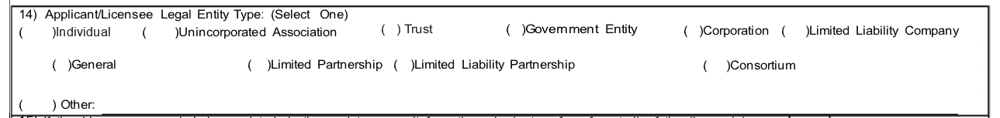 14) Applicant/Licensee Legal Entity Type: (Select One)
( )Individual ( )Unincorporated Association ( ) Trust ( )Government Entity ( )Corporation ( )Limited Liability Company
( )General ( )Limited Partnership ( )Limited Liability Partnership ( )Consortium
( ) Other: